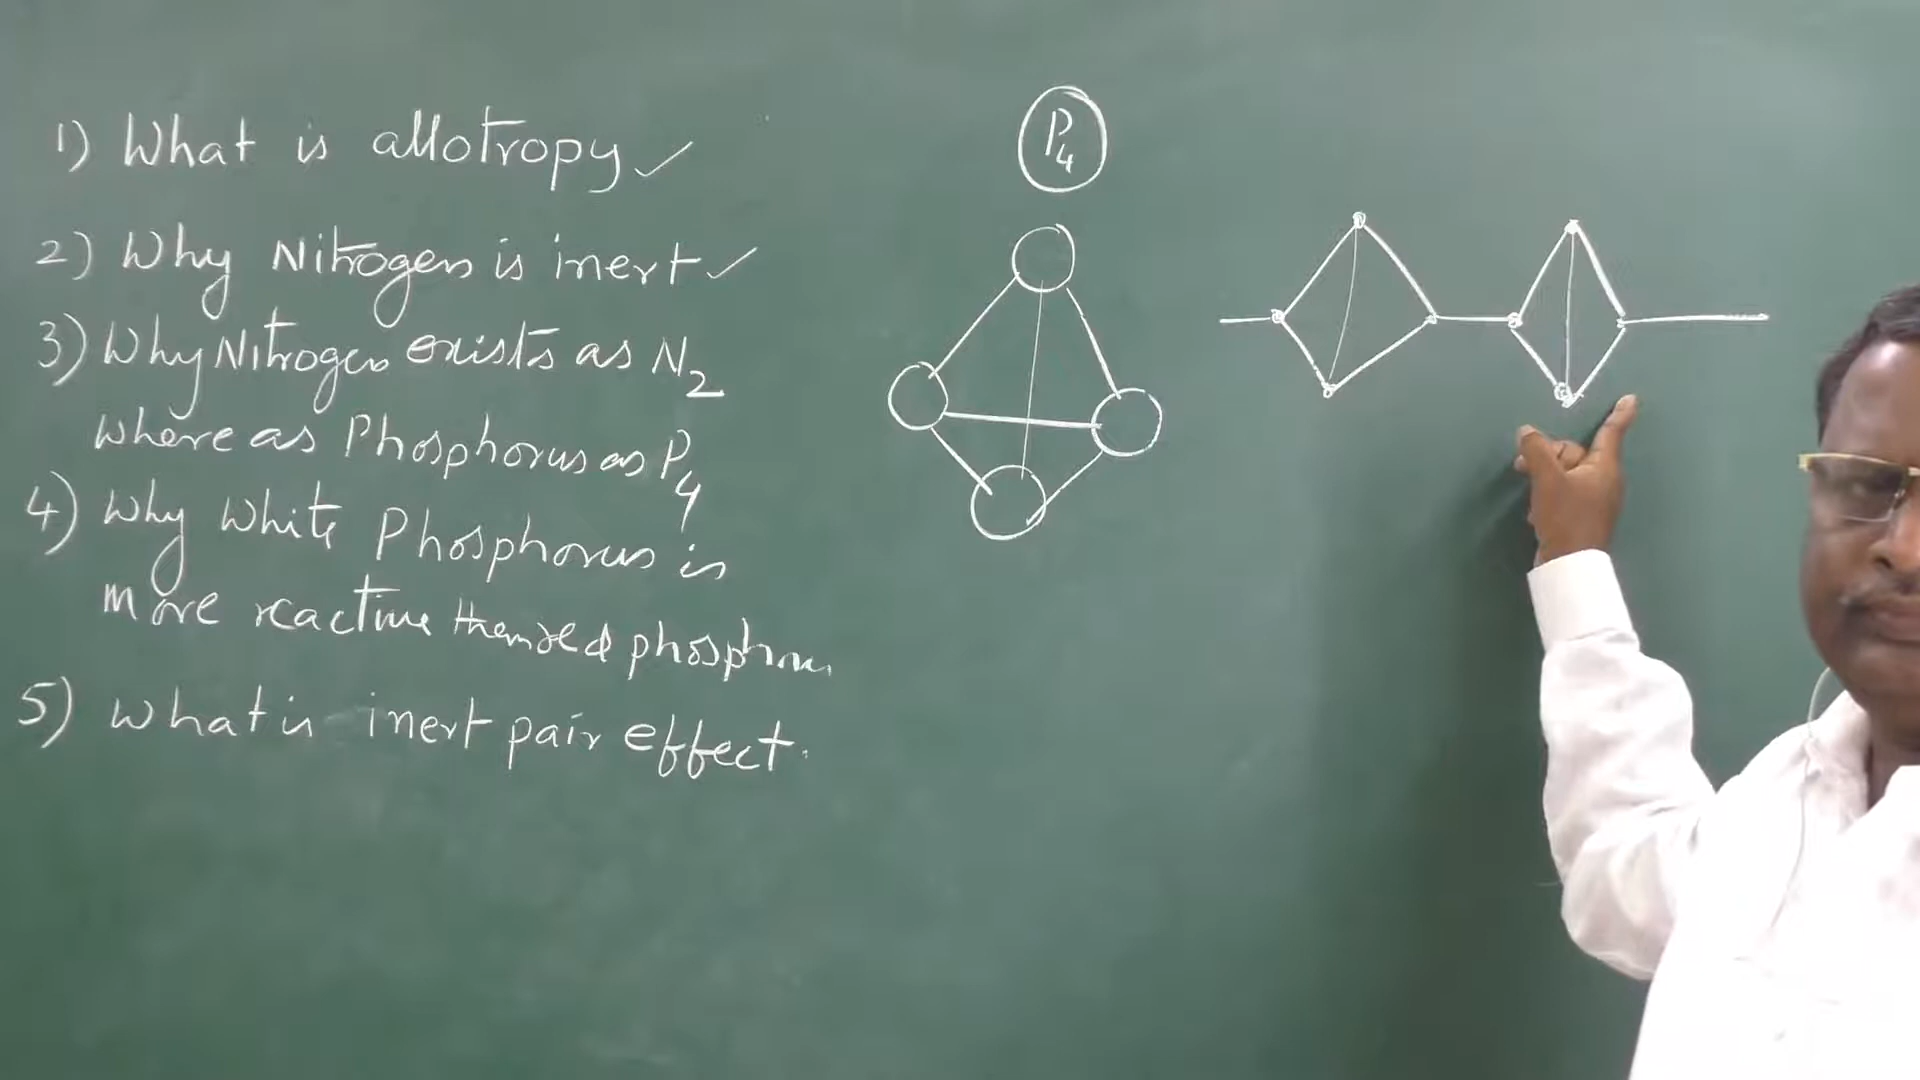 1) What is allotropy ✓
2) Why Nitrogen is inert ✓
3) Why Nitrogen exists as N₂
where as Phosphorus as P₄
4) Why White Phosphorus is
more reactive than red phosphorus
5) What is inert pair effect.
P₄